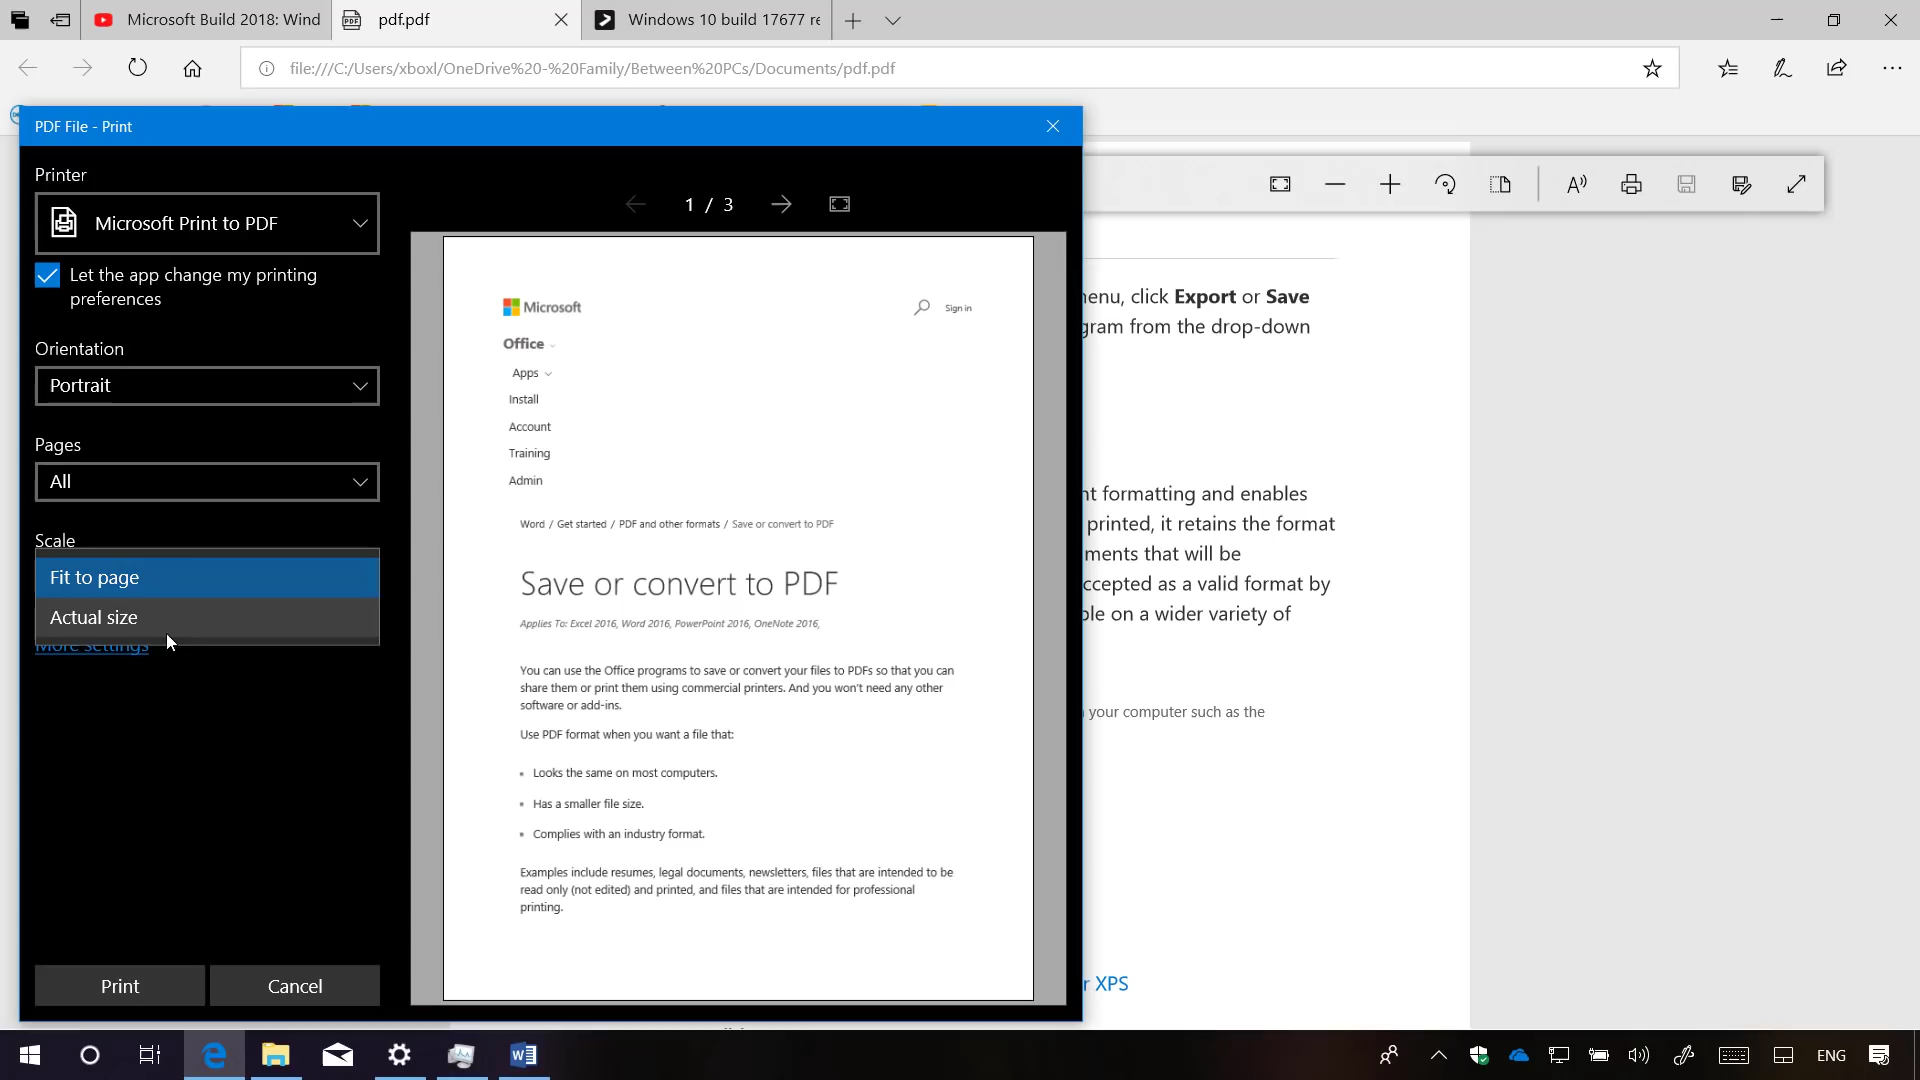 Microsoft Build 2018: Wind
pdf.pdf
Windows 10 build 17677 re
file:///C:/Users/xboxl/OneDrive%20-%20Family/Between%20PCs/Documents/pdf.pdf
PDF File - Print
Printer
Microsoft Print to PDF
Let the app change my printing
preferences
Orientation
Portrait
Pages
All
Scale
Fit to page
Actual size
More settings
Print
Cancel
1 / 3
Microsoft
Sign in
Office
Apps
Install
Account
Training
Admin
Word / Get started / PDF and other formats / Save or convert to PDF
Save or convert to PDF
Applies To: Excel 2016, Word 2016, PowerPoint 2016, OneNote 2016,
You can use the Office programs to save or convert your files to PDFs so that you can
share them or print them using commercial printers. And you won't need any other
software or add-ins.
Use PDF format when you want a file that:
Looks the same on most computers.
Has a smaller file size.
Complies with an industry format.
Examples include resumes, legal documents, newsletters, files that are intended to be
read only (not edited) and printed, and files that are intended for professional
printing.
menu, click Export or Save
gram from the drop-down
nt formatting and enables
printed, it retains the format
ments that will be
ccepted as a valid format by
ble on a wider variety of
your computer such as the
r XPS
ENG